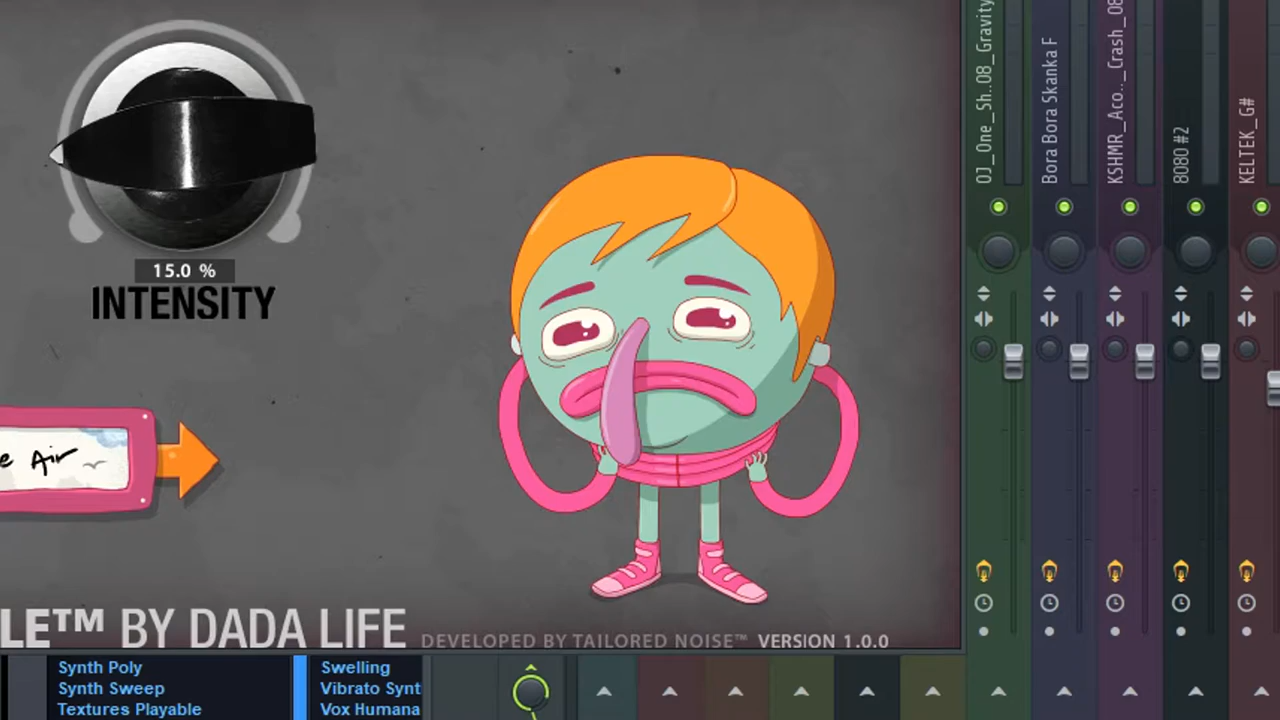 15.0 %
INTENSITY
e Air
LE™ BY DADA LIFE
DEVELOPED BY TAILORED NOISE™ VERSION 1.0.0
Synth Poly
Synth Sweep
Textures Playable
Swelling
Vibrato Synt
Vox Humana
OJ_One_Sh..08_Gravity
Bora Bora Skanka F
KSHMR_Aco.._Crash_08
8080 #2
KELTEK_G#